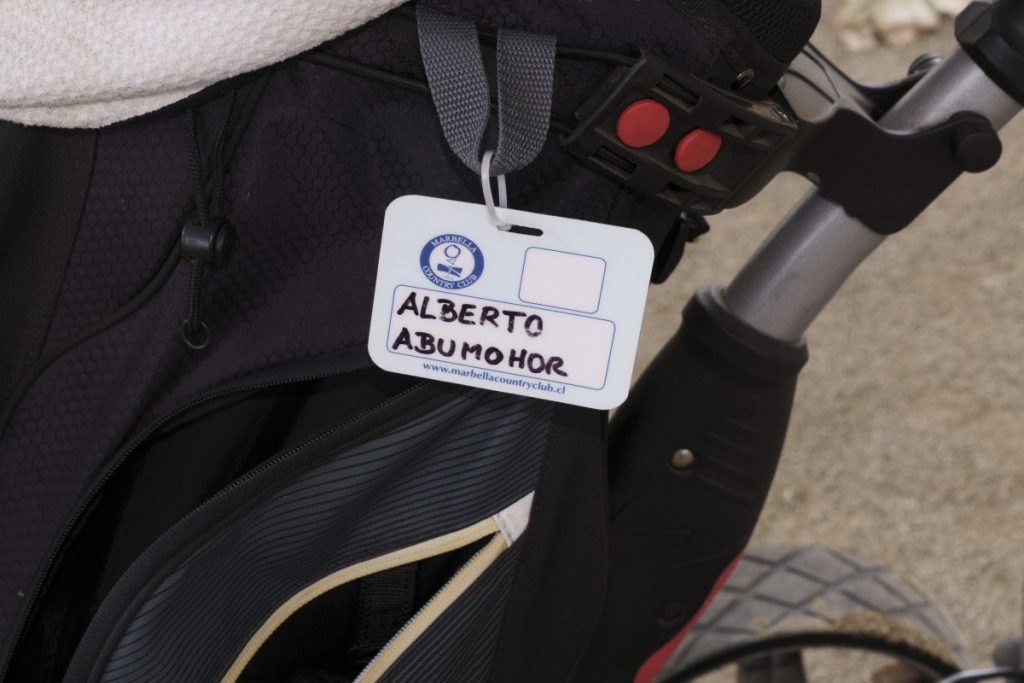 MARBELLA
COUNTRY CLUB
ALBERTO
ABUMOHOR
www.marbellacountryclub.cl